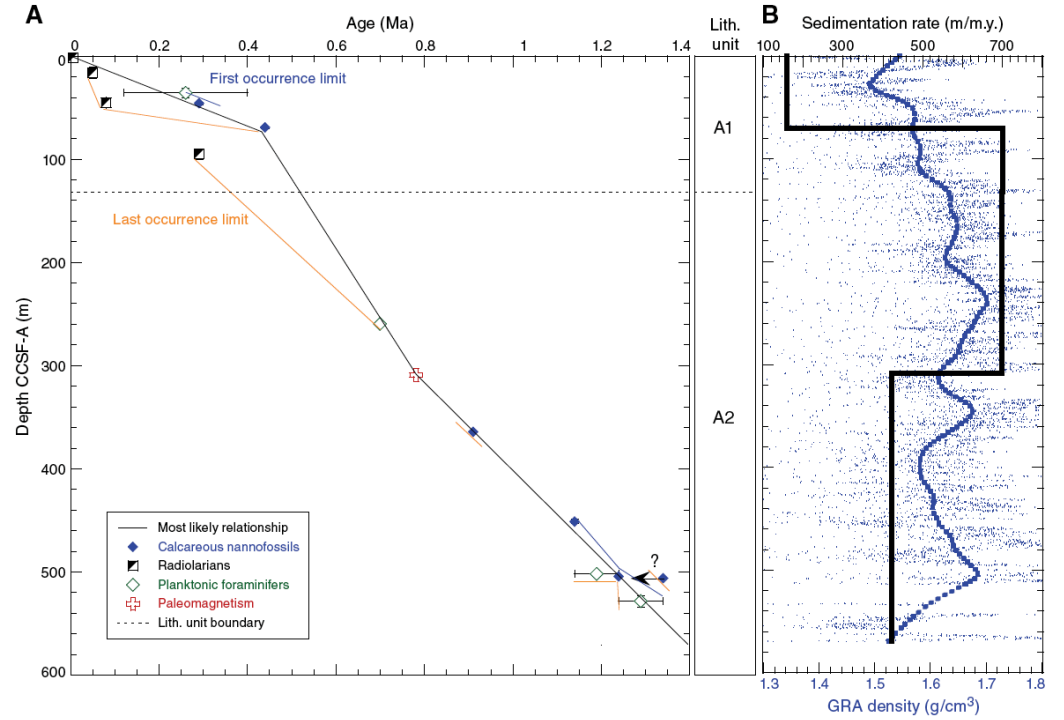 A
Age (Ma)
0 0.2 0.4 0.6 0.8 1 1.2 1.4
Lith.
unit
B
Sedimentation rate (m/m.y.)
100 300 500 700
0
100
200
300
400
500
600
Depth CCSF-A (m)
First occurrence limit
Last occurrence limit
?
Most likely relationship
Calcareous nannofossils
Radiolarians
Planktonic foraminifers
Paleomagnetism
Lith. unit boundary
A1
A2
1.3 1.4 1.5 1.6 1.7 1.8
GRA density (g/cm³)